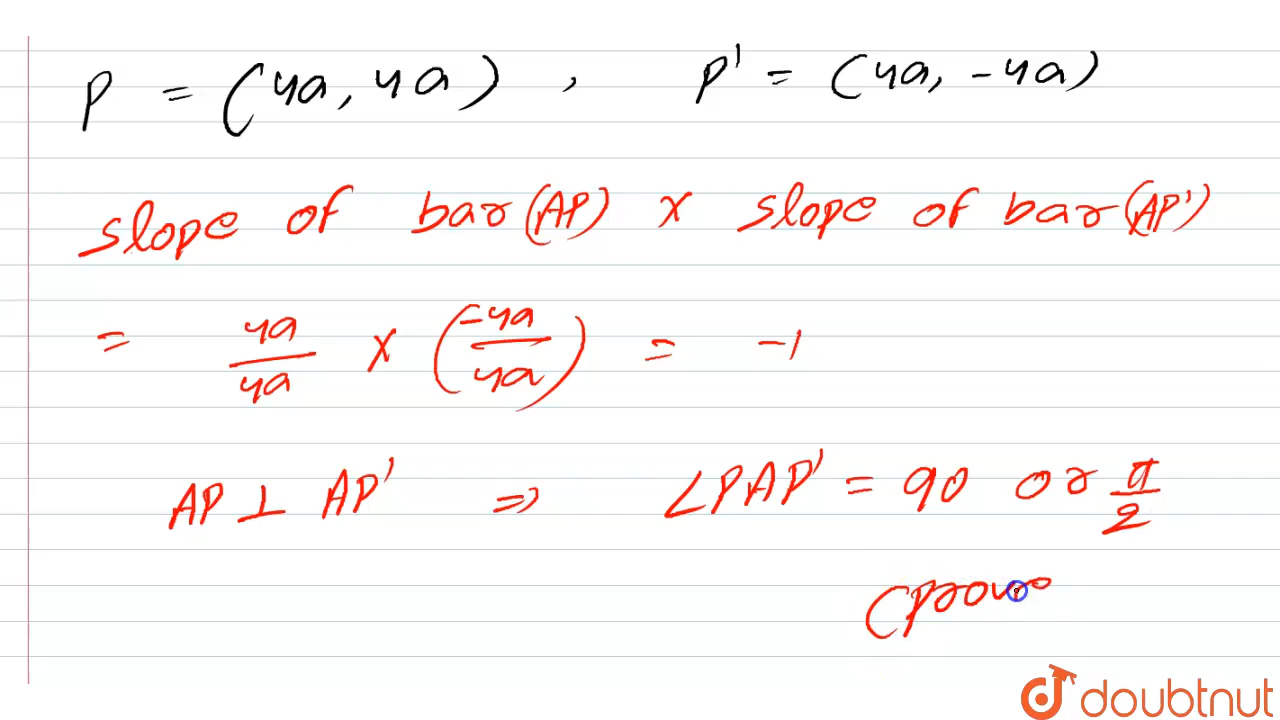 P = (4a, 4a) , P' = (4a, -4a)
slope of bar(AP) x slope of bar(AP')
= 4a/4a x (-4a/4a) = -1
AP ⊥ AP' ⇒ ∠PAP' = 90 or π/2
(prove
doubtnut